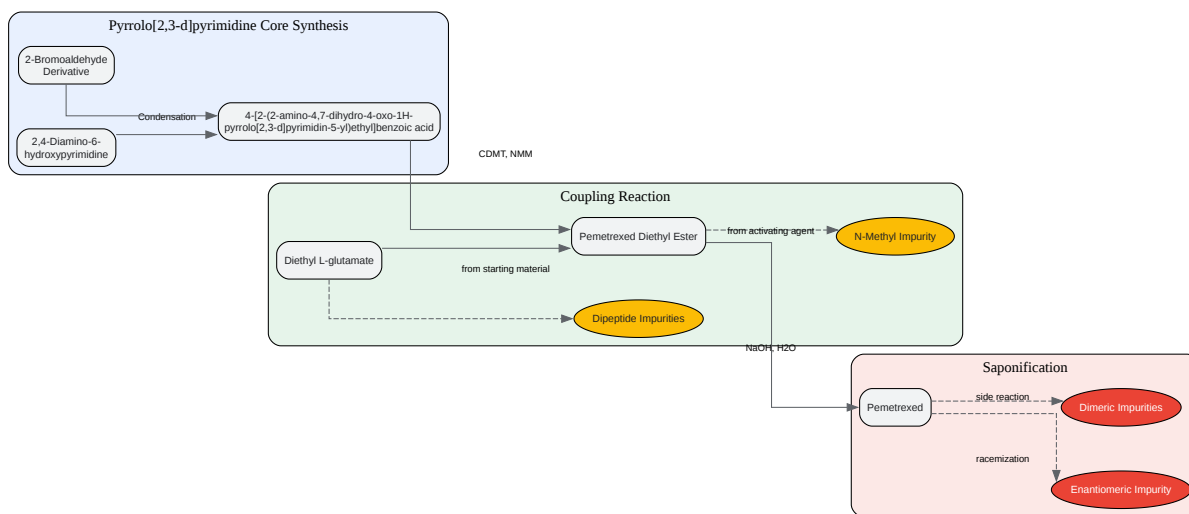 Pyrrolo[2,3-d]pyrimidine Core Synthesis
2-Bromoaldehyde
Derivative
Condensation
4-[2-(2-amino-4,7-dihydro-4-oxo-1H-
pyrrolo[2,3-d]pyrimidin-5-yl)ethyl]benzoic acid
2,4-Diamino-6-
hydroxypyrimidine
CDMT, NMM
Coupling Reaction
Pemetrexed Diethyl Ester
from activating agent
N-Methyl Impurity
Diethyl L-glutamate
from starting material
Dipeptide Impurities
NaOH, H2O
Saponification
Pemetrexed
side reaction
Dimeric Impurities
racemization
Enantiomeric Impurity